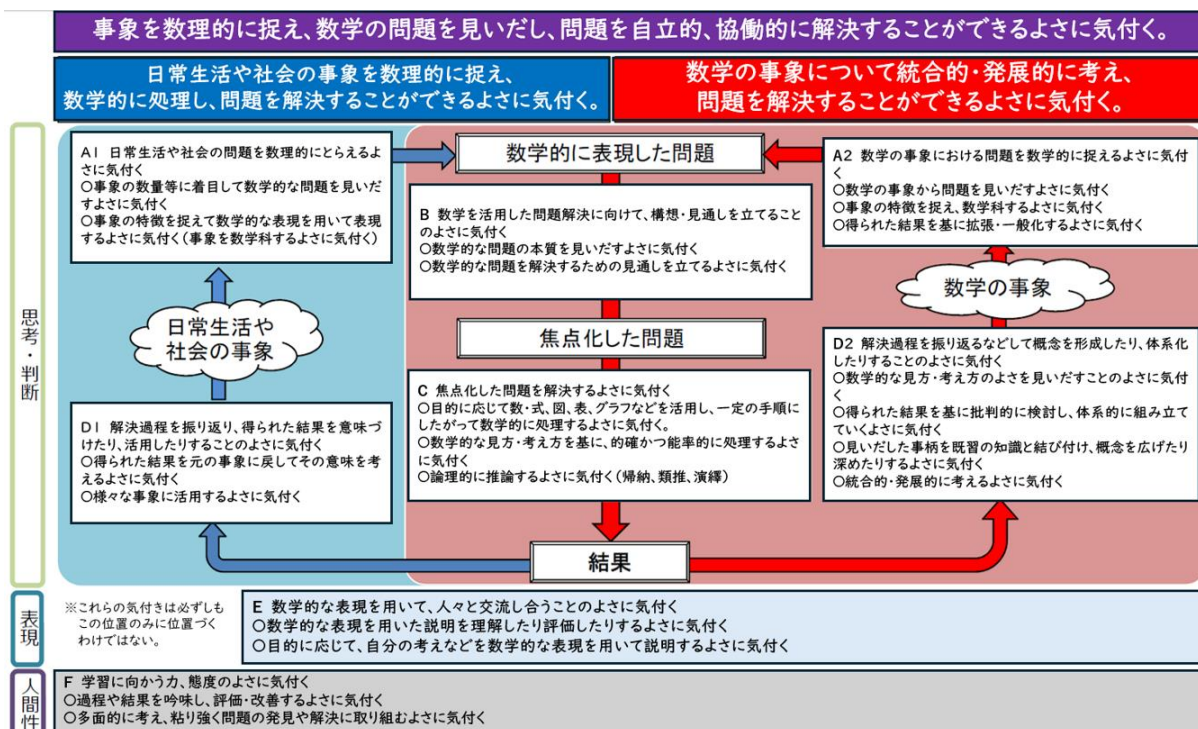 事象を数理的に捉え、数学の問題を見いだし、問題を自立的、協働的に解決することができるよさに気付く。
日常生活や社会の事象を数理的に捉え、
数学的に処理し、問題を解決することができるよさに気付く。
数学の事象について統合的・発展的に考え、
問題を解決することができるよさに気付く。
思考・判断
A1 日常生活や社会の問題を数理的にとらえるよ
さに気付く
○事象の数量等に着目して数学的な問題を見いだ
すよさに気付く
○事象の特徴を捉えて数学的な表現を用いて表現
するよさに気付く(事象を数学科するよさに気付く)
日常生活や
社会の事象
D1 解決過程を振り返り、得られた結果を意味づ
けたり、活用したりすることのよさに気付く
○得られた結果を元の事象に戻してその意味を考
えるよさに気付く
○様々な事象に活用するよさに気付く
数学的に表現した問題
B 数学を活用した問題解決に向けて、構想・見通しを立てること
のよさに気付く
○数学的な問題の本質を見いだすよさに気付く
○数学的な問題を解決するための見通しを立てるよさに気付く
焦点化した問題
C 焦点化した問題を解決するよさに気付く
○目的に応じて数・式、図、表、グラフなどを活用し、一定の手順に
したがって数学的に処理するよさに気付く。
○数学的な見方・考え方を基に、的確かつ能率的に処理するよさ
に気付く
○論理的に推論するよさに気付く(帰納、類推、演繹)
結果
A2 数学の事象における問題を数学的に捉えるよさに気付
く
○数学の事象から問題を見いだすよさに気付く
○事象の特徴を捉え、数学科するよさに気付く
○得られた結果を基に拡張・一般化するよさに気付く
数学の事象
D2 解決過程を振り返るなどして概念を形成したり、体系化
したりすることのよさに気付く
○数学的な見方・考え方のよさを見いだすことのよさに気付
く
○得られた結果を基に批判的に検討し、体系的に組み立て
ていくよさに気付く
○見いだした事柄を既習の知識と結び付け、概念を広げたり
深めたりするよさに気付く
○統合的・発展的に考えるよさに気付く
表現
※これらの気付きは必ずしも
この位置のみに位置づく
わけではない。
E 数学的な表現を用いて、人々と交流し合うことのよさに気付く
○数学的な表現を用いた説明を理解したり評価したりするよさに気付く
○目的に応じて、自分の考えなどを数学的な表現を用いて説明するよさに気付く
人間性
F 学習に向かう力、態度のよさに気付く
○過程や結果を吟味し、評価・改善するよさに気付く
○多面的に考え、粘り強く問題の発見や解決に取り組むよさに気付く